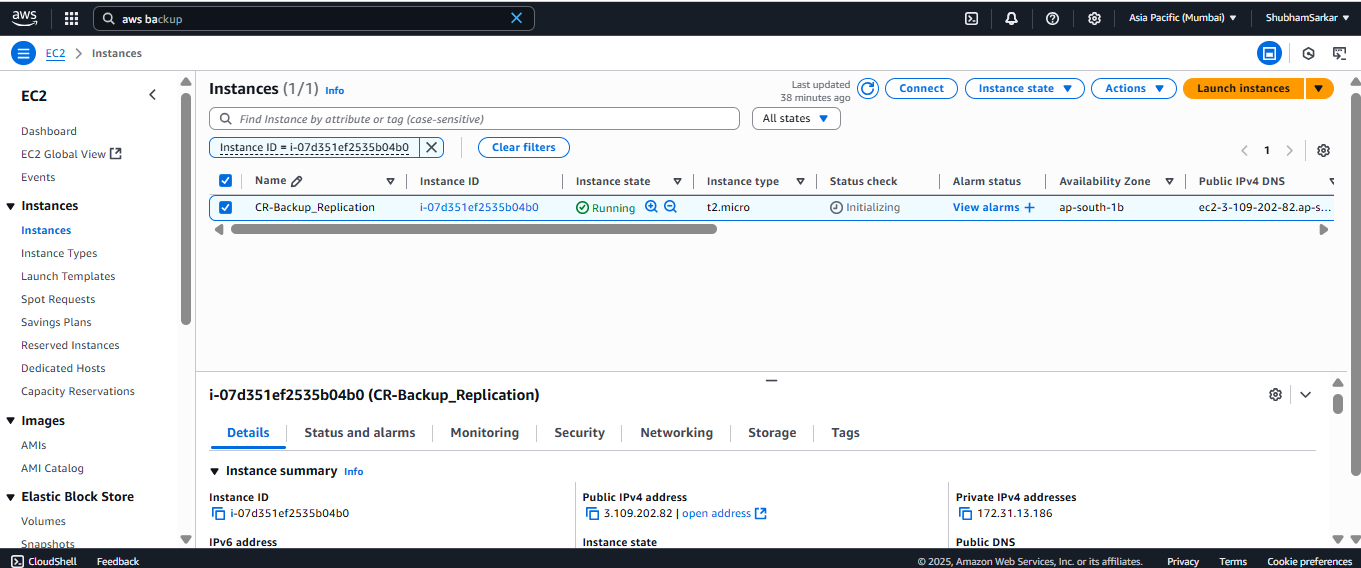 aws
aws backup
Asia Pacific (Mumbai)
ShubhamSarkar
EC2
Instances
EC2
Dashboard
EC2 Global View
Events
Instances
Instances
Instance Types
Launch Templates
Spot Requests
Savings Plans
Reserved Instances
Dedicated Hosts
Capacity Reservations
Images
AMIs
AMI Catalog
Elastic Block Store
Volumes
Snapshots
Instances (1/1) Info
Last updated
38 minutes ago
Connect
Instance state
Actions
Launch instances
Find Instance by attribute or tag (case-sensitive)
All states
Instance ID = i-07d351ef2535b04b0
Clear filters
1
Name
Instance ID
Instance state
Instance type
Status check
Alarm status
Availability Zone
Public IPv4 DNS
CR-Backup_Replication
i-07d351ef2535b04b0
Running
t2.micro
Initializing
View alarms +
ap-south-1b
ec2-3-109-202-82.ap-s...
i-07d351ef2535b04b0 (CR-Backup_Replication)
Details
Status and alarms
Monitoring
Security
Networking
Storage
Tags
Instance summary Info
Instance ID
i-07d351ef2535b04b0
Public IPv4 address
3.109.202.82 | open address
Private IPv4 addresses
172.31.13.186
IPv6 address
Instance state
Public DNS
CloudShell
Feedback
© 2025, Amazon Web Services, Inc. or its affiliates.
Privacy
Terms
Cookie preferences